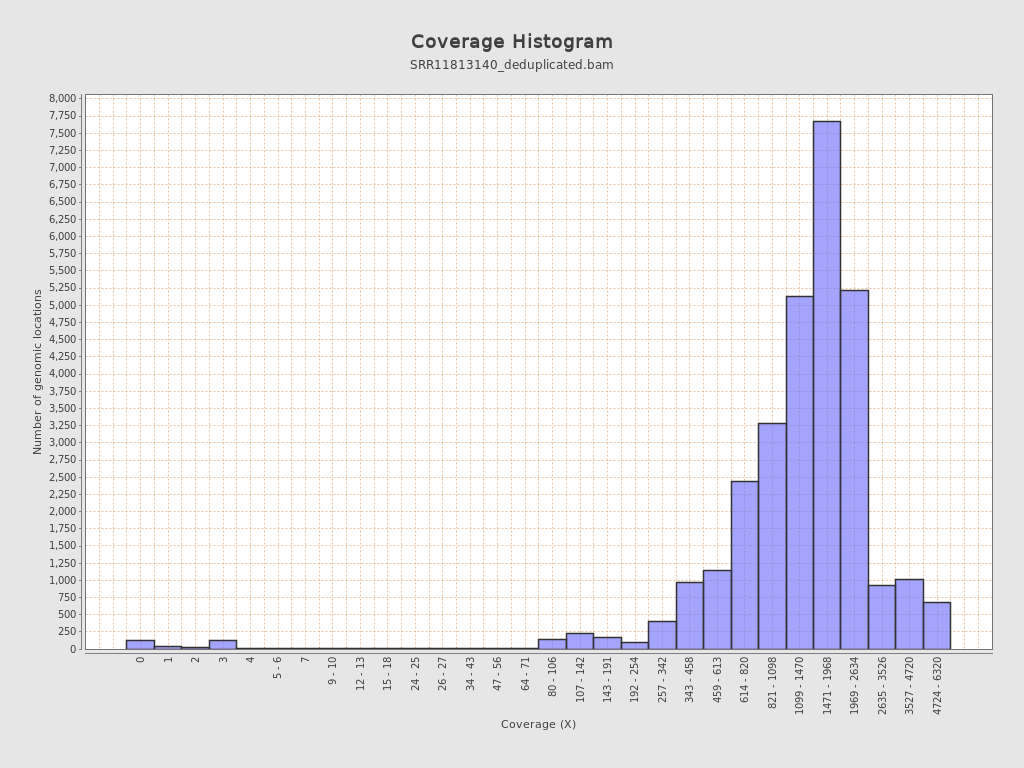 Coverage Histogram
SRR11813140_deduplicated.bam
8,000
7,750
7,500
7,250
7,000
6,750
6,500
6,250
6,000
5,750
5,500
5,250
5,000
4,750
4,500
4,250
4,000
3,750
3,500
3,250
3,000
2,750
2,500
2,250
2,000
1,750
1,500
1,250
1,000
750
500
250
0
Number of genomic locations
0
1
2
3
4
5 - 6
7
9 - 10
12 - 13
15 - 18
24 - 25
26 - 27
34 - 43
47 - 56
64 - 71
80 - 106
107 - 142
143 - 191
192 - 254
257 - 342
343 - 458
459 - 613
614 - 820
821 - 1098
1099 - 1470
1471 - 1968
1969 - 2634
2635 - 3526
3527 - 4720
4724 - 6320
Coverage (X)